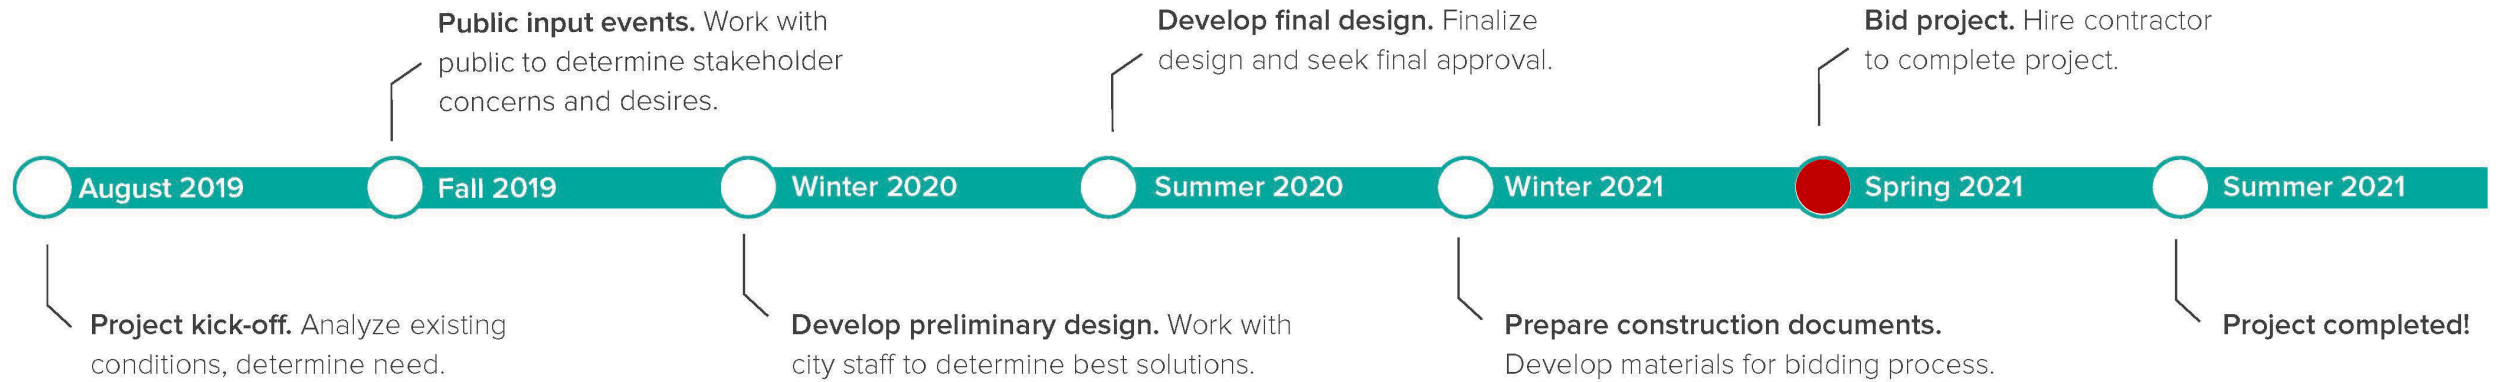 Public input events. Work with
public to determine stakeholder
concerns and desires.
Develop final design. Finalize
design and seek final approval.
Bid project. Hire contractor
to complete project.
August 2019
Fall 2019
Winter 2020
Summer 2020
Winter 2021
Spring 2021
Summer 2021
Project kick-off. Analyze existing
conditions, determine need.
Develop preliminary design. Work with
city staff to determine best solutions.
Prepare construction documents.
Develop materials for bidding process.
Project completed!